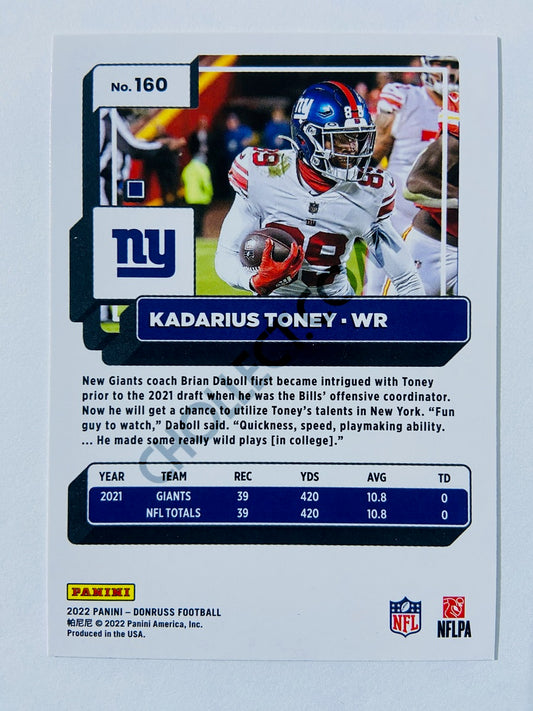 No. 160
ny
89
KADARIUS TONEY · WR
New Giants coach Brian Daboll first became intrigued with Toney
prior to the 2021 draft when he was the Bills’ offensive coordinator.
Now he will get a chance to utilize Toney’s talents in New York. “Fun
guy to watch,” Daboll said. “Quickness, speed, playmaking ability.
... He made some really wild plays [in college].”
YEAR TEAM REC YDS AVG TD
2021 GIANTS 39 420 10.8 0
NFL TOTALS 39 420 10.8 0
PANINI
2022 PANINI – DONRUSS FOOTBALL
帕尼尼 © 2022 Panini America, Inc.
Produced in the USA.
NFL
NFLPA